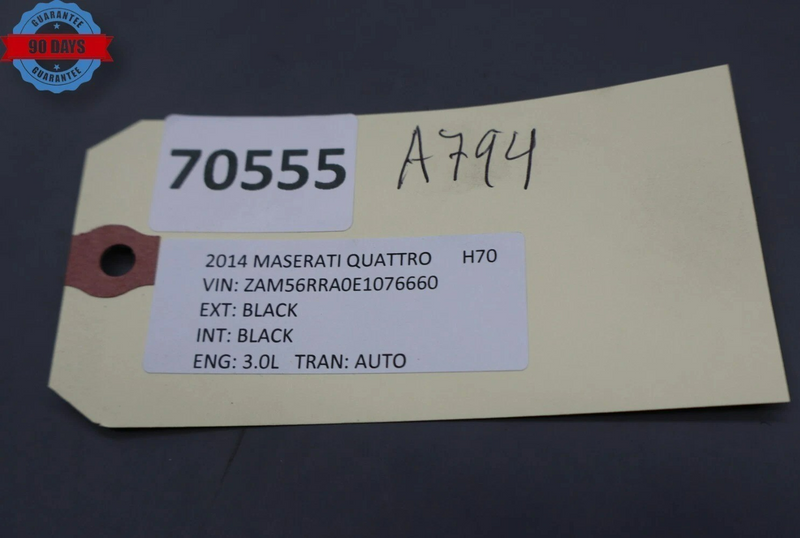 GUARANTEE
90 DAYS
GUARANTEE
70555
A794
2014 MASERATI QUATTRO H70
VIN: ZAM56RRA0E1076660
EXT: BLACK
INT: BLACK
ENG: 3.0L TRAN: AUTO